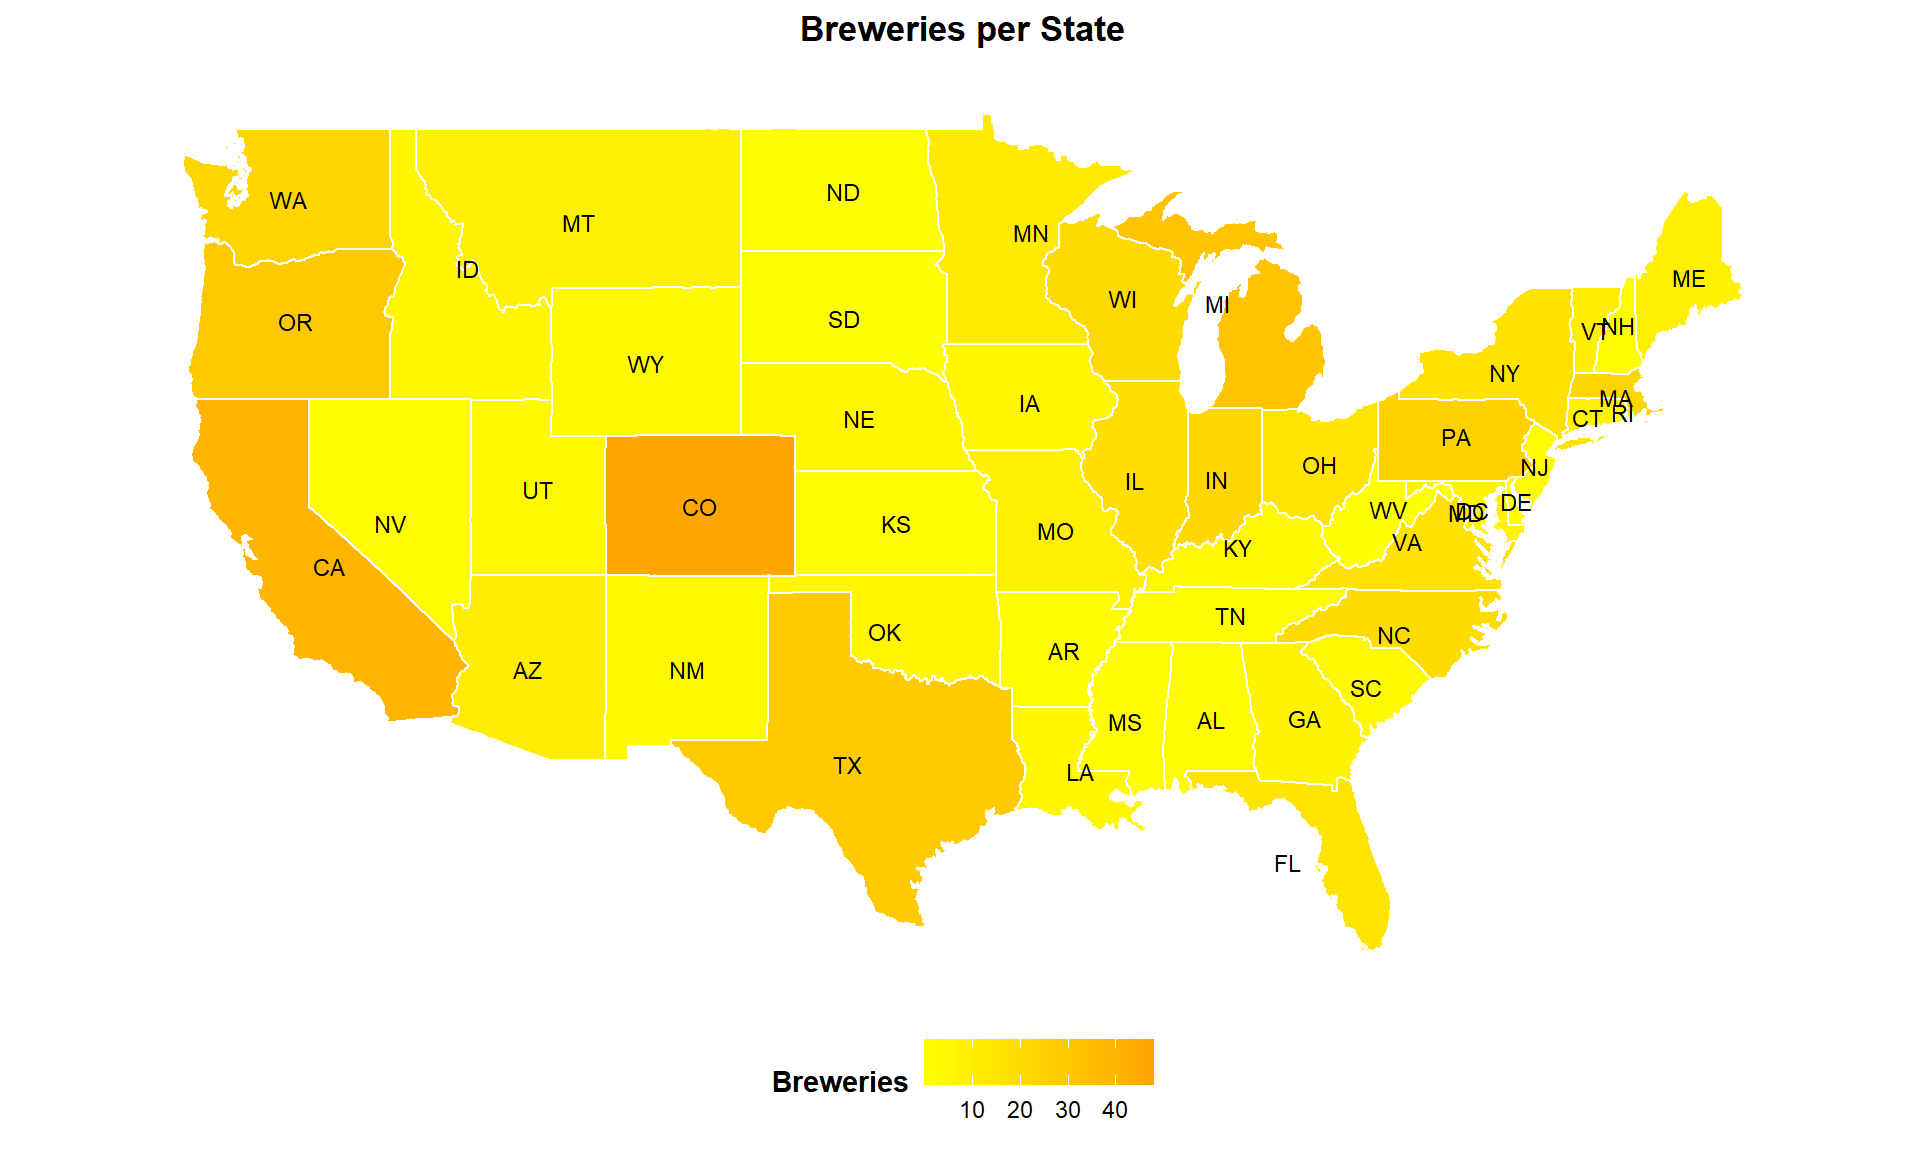 Breweries per State
WA
ND
MT
MN
ID
ME
WI
MI
OR
SD
VT
NH
WY
NY
MA
IA
RI
CT
NE
PA
OH
NJ
IN
IL
UT
DE
CO
WV
DC
MD
NV
KS
MO
VA
KY
CA
TN
OK
NC
AR
AZ
NM
SC
GA
AL
MS
TX
LA
FL
Breweries
10 20 30 40